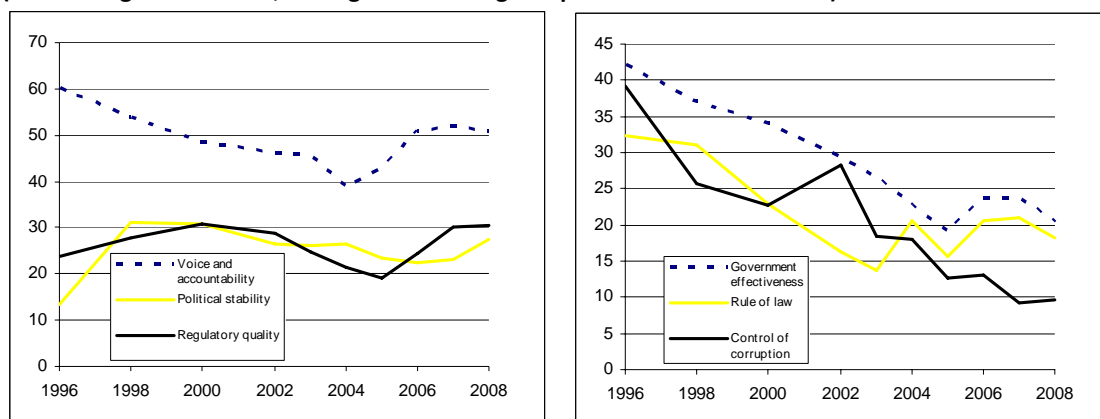 70
60
50
40
30
20
10
0
Voice and
accountability
Political stability
Regulatory quality
1996 1998 2000 2002 2004 2006 2008
45
40
35
30
25
20
15
10
5
0
Government
effectiveness
Rule of law
Control of
corruption
1996 1998 2000 2002 2004 2006 2008